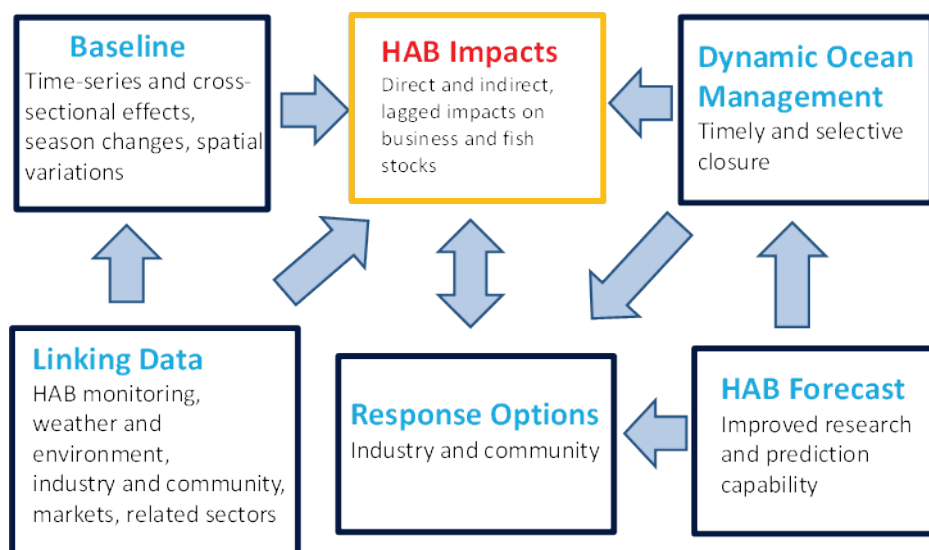 Baseline
Time-series and cross-
sectional effects,
season changes, spatial
variations
HAB Impacts
Direct and indirect,
lagged impacts on
business and fish
stocks
Dynamic Ocean
Management
Timely and selective
closure
Linking Data
HAB monitoring,
weather and
environment,
industry and community,
markets, related sectors
Response Options
Industry and community
HAB Forecast
Improved research
and prediction
capability